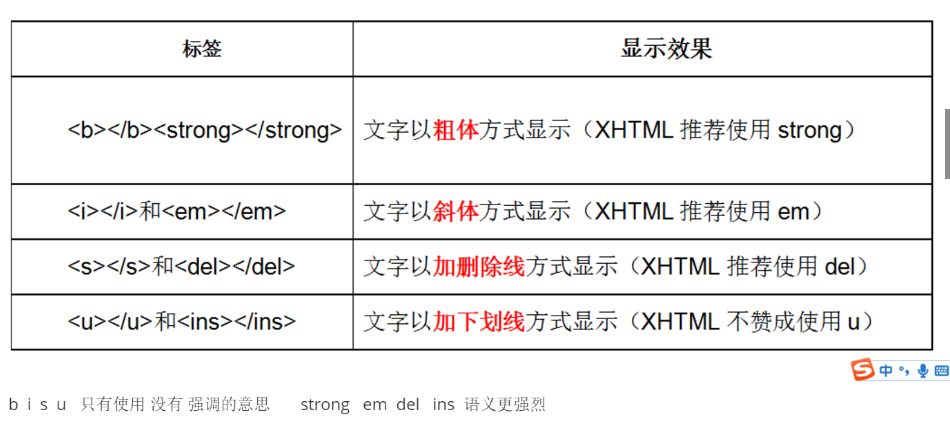 标签 显示效果
<b></b><strong></strong> 文字以粗体方式显示（XHTML 推荐使用 strong）
<i></i>和<em></em> 文字以斜体方式显示（XHTML 推荐使用 em）
<s></s>和<del></del> 文字以加删除线方式显示（XHTML 推荐使用 del）
<u></u>和<ins></ins> 文字以加下划线方式显示（XHTML 不赞成使用 u）
S 中 °,
b i s u 只有使用 没有 强调的意思 strong em del ins 语义更强烈